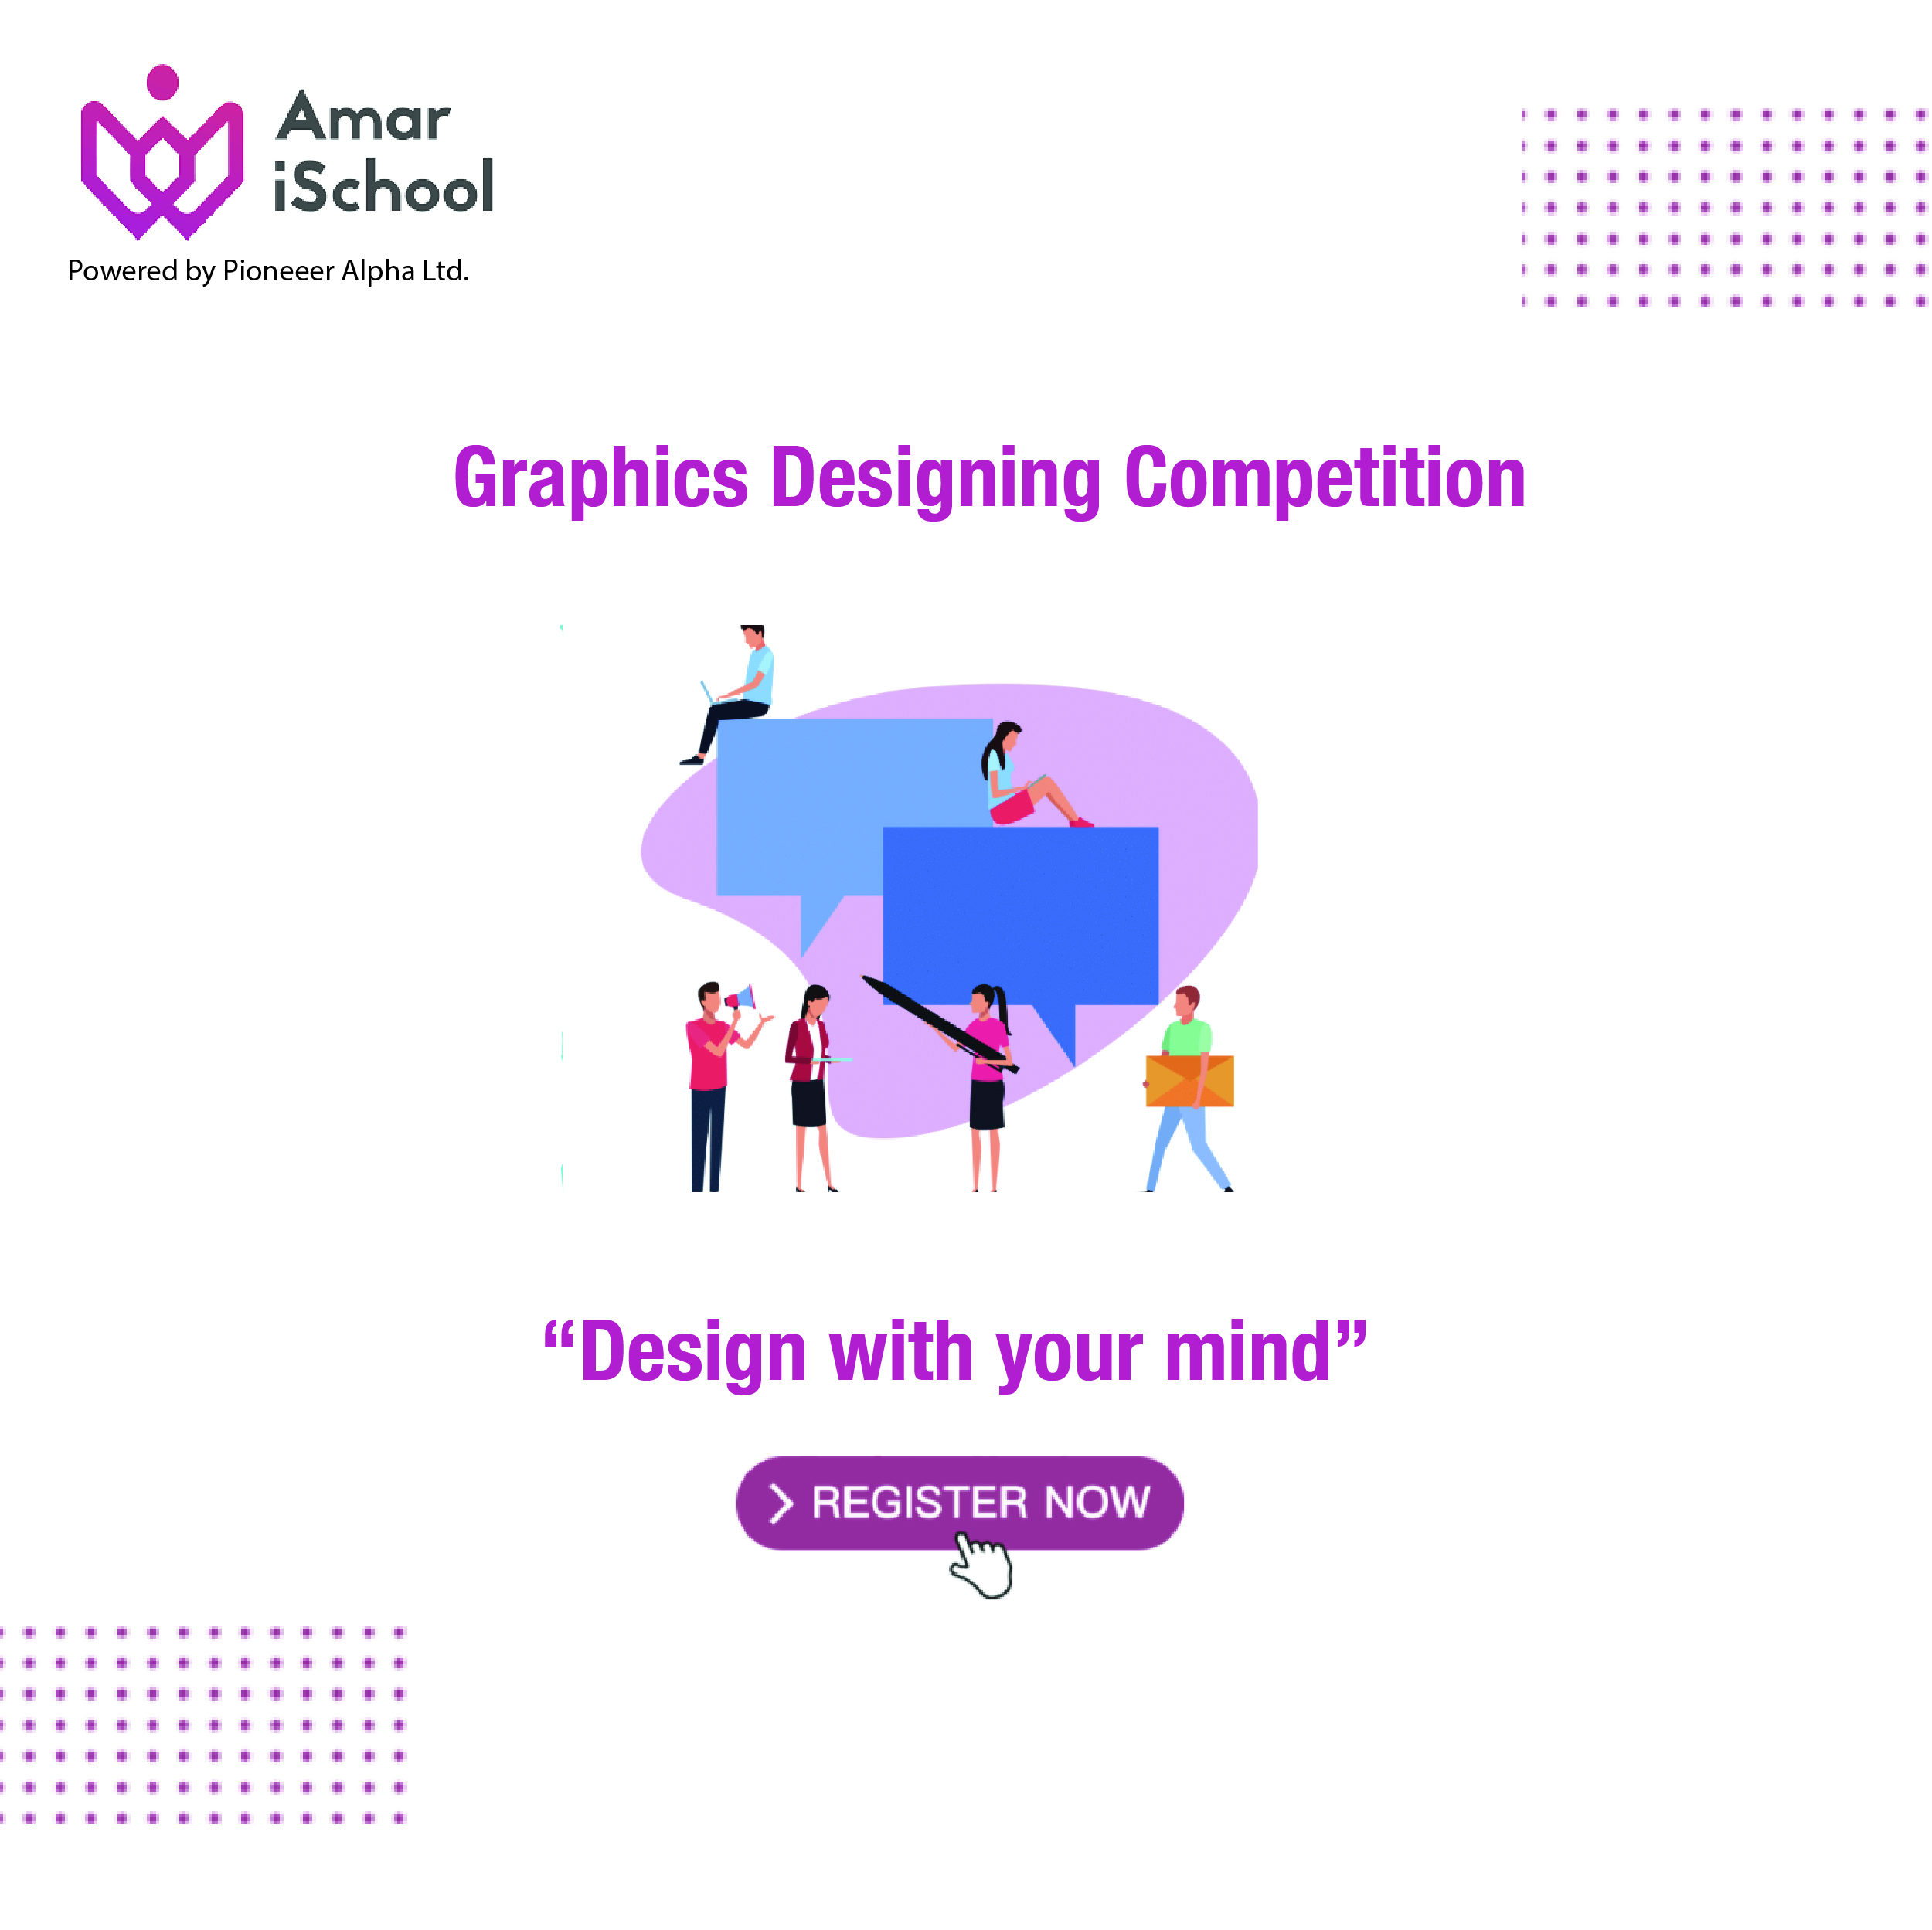 Amar
iSchool
Powered by Pioneeer Alpha Ltd.
Graphics Designing Competition
“Design with your mind”
REGISTER NOW